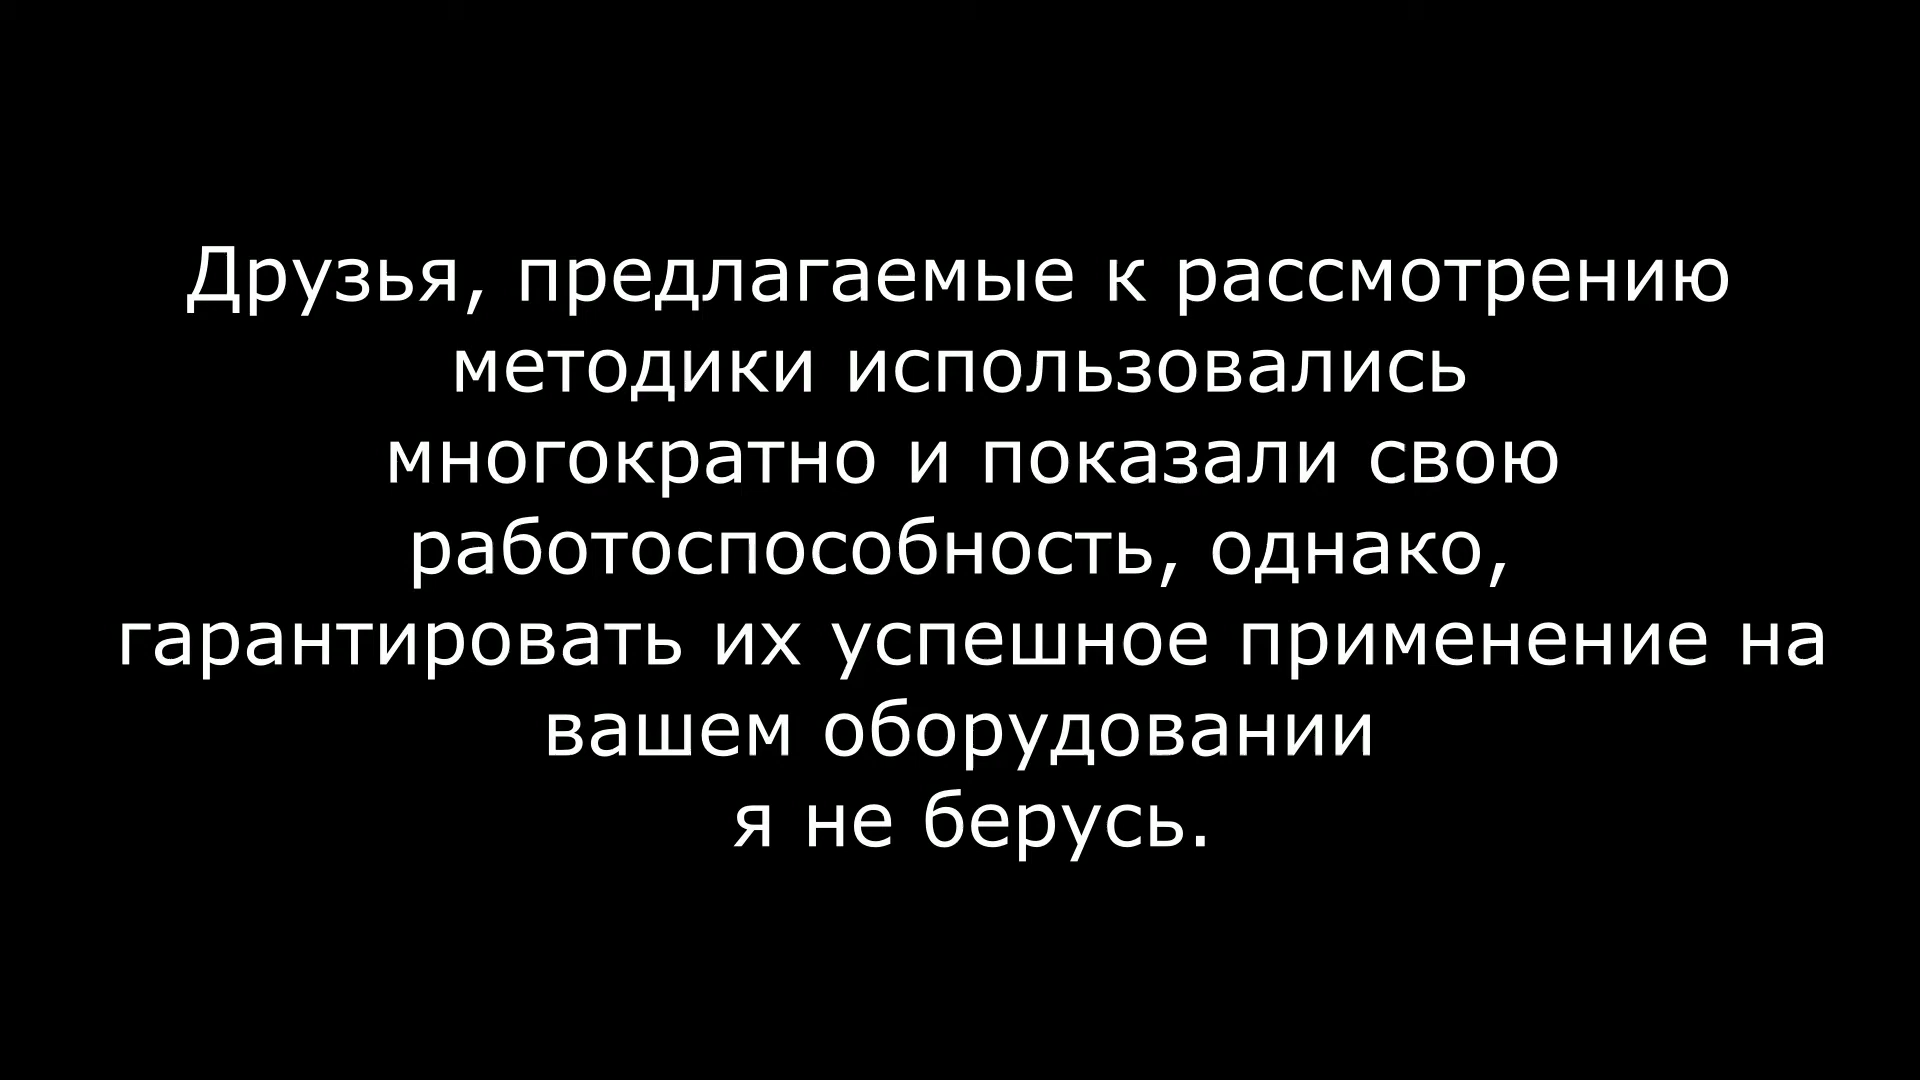 Друзья, предлагаемые к рассмотрению
методики использовались
многократно и показали свою
работоспособность, однако,
гарантировать их успешное применение на
вашем оборудовании
я не берусь.